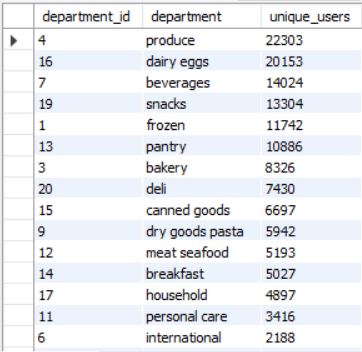 department_id department unique_users
4 produce 22303
16 dairy eggs 20153
7 beverages 14024
19 snacks 13304
1 frozen 11742
13 pantry 10886
3 bakery 8326
20 deli 7430
15 canned goods 6697
9 dry goods pasta 5942
12 meat seafood 5193
14 breakfast 5027
17 household 4897
11 personal care 3416
6 international 2188